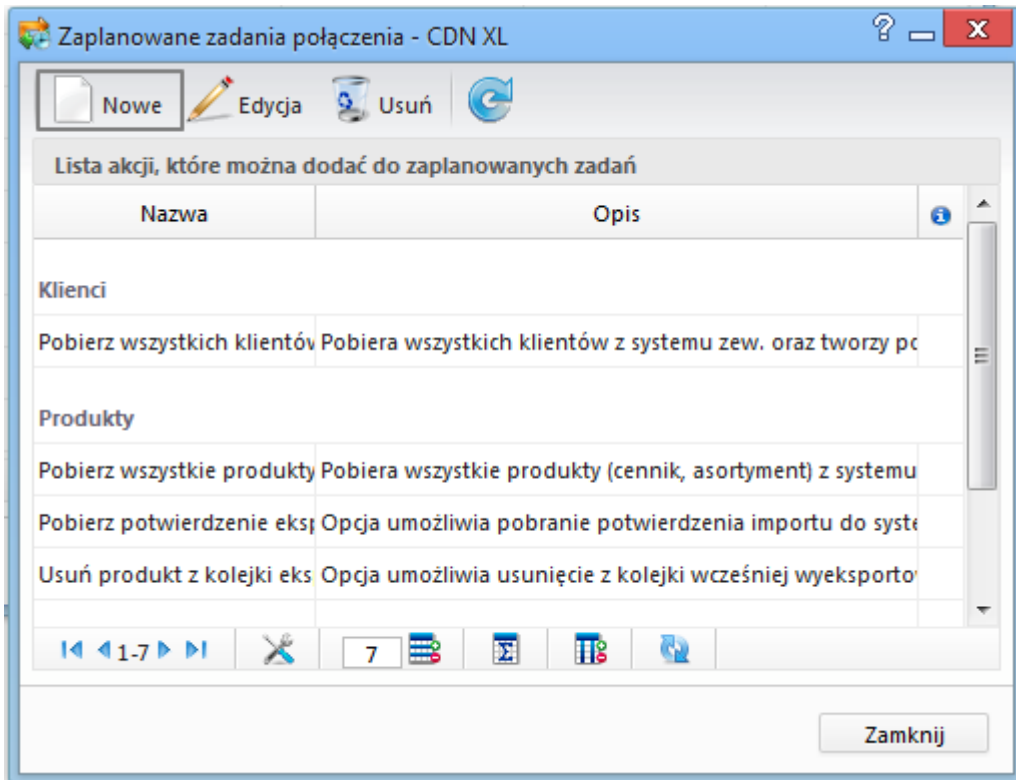 Zaplanowane zadania połączenia - CDN XL
Nowe Edycja Usuń
Lista akcji, które można dodać do zaplanowanych zadań
Nazwa Opis
Klienci
Pobierz wszystkich klientów Pobiera wszystkich klientów z systemu zew. oraz tworzy
Produkty
Pobierz wszystkie produkty Pobiera wszystkie produkty (cennik, asortyment) z systemu
Pobierz potwierdzenie Opcja umożliwia pobranie potwierdzenia importu do
Usuń produkt z kolejki eks Opcja umożliwia usunięcie z kolejki wcześniej
1-7 7
Zamknij